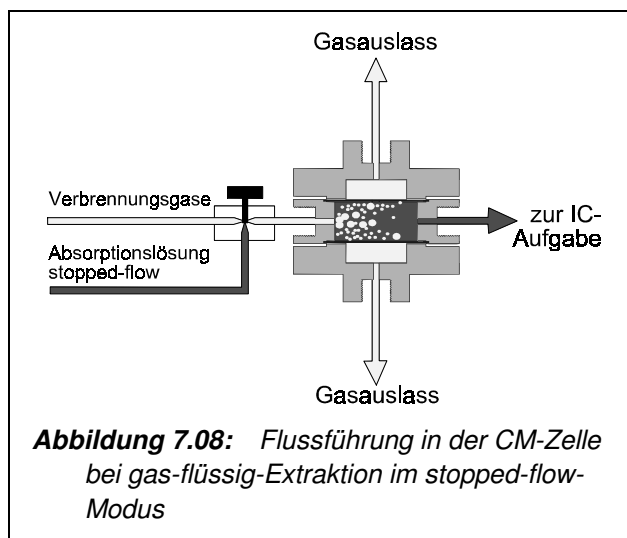 Gasauslass
Verbrennungsgase
Absorptionslösung
stopped-flow
zur IC-
Aufgabe
Gasauslass
Abbildung 7.08: Flussführung in der CM-Zelle
bei gas-flüssig-Extraktion im stopped-flow-
Modus